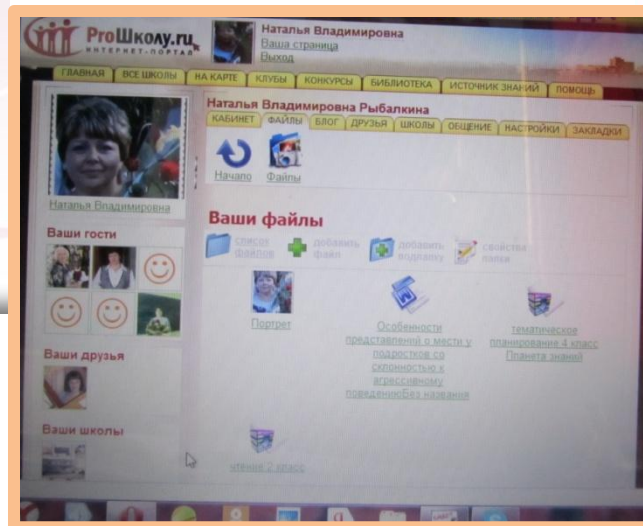 ProШколу.ru
ИНТЕРНЕТ-ПОРТАЛ
Наталья Владимировна
Ваша страница
Выход
ГЛАВНАЯ ВСЕ ШКОЛЫ НА КАРТЕ КЛУБЫ КОНКУРСЫ БИБЛИОТЕКА ИСТОЧНИК ЗНАНИЙ ПОМОЩЬ
Наталья Владимировна Рыбалкина
КАБИНЕТ ФАЙЛЫ БЛОГ ДРУЗЬЯ ШКОЛЫ ОБЩЕНИЕ НАСТРОЙКИ ЗАКЛАДКИ
Начало Файлы
Наталья Владимировна
Ваши гости
Ваши друзья
Ваши школы
Ваши файлы
список
файлов
добавить
файл
добавить
подпапку
свойства
папки
Портрет
Особенности
представлений о мести у
подростков со
склонностью к
агрессивному
поведениюБез названия
тематическое
планирование 4 класс
Планета знаний
чтение 2 класс